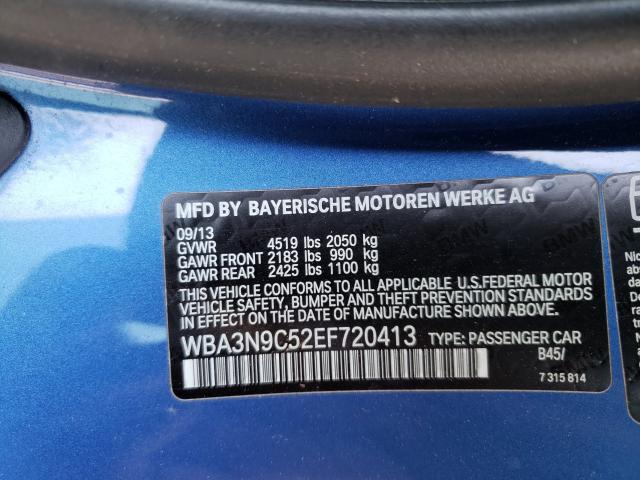 MFD BY BAYERISCHE MOTOREN WERKE AG
09/13
GVWR 4519 lbs 2050 kg
GAWR FRONT 2183 lbs 990 kg
GAWR REAR 2425 lbs 1100 kg
THIS VEHICLE CONFORMS TO ALL APPLICABLE U.S.FEDERAL MOTOR
VEHICLE SAFETY, BUMPER AND THEFT PREVENTION STANDARDS
IN EFFECT ON THE DATE OF MANUFACTURE SHOWN ABOVE.
WBA3N9C52EF720413 TYPE: PASSENGER CAR
B45/
7 315 814